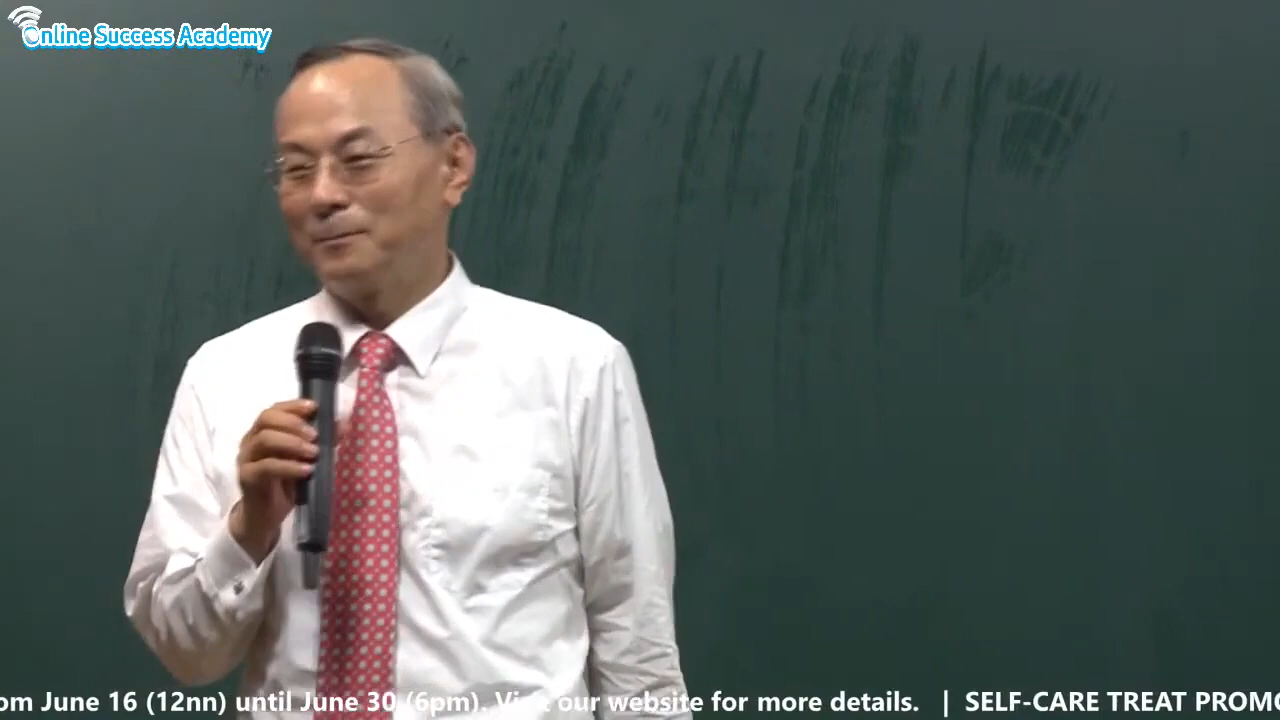 Online Success Academy
om June 16 (12nn) until June 30 (6pm). Visit our website for more details. | SELF-CARE TREAT PROMO